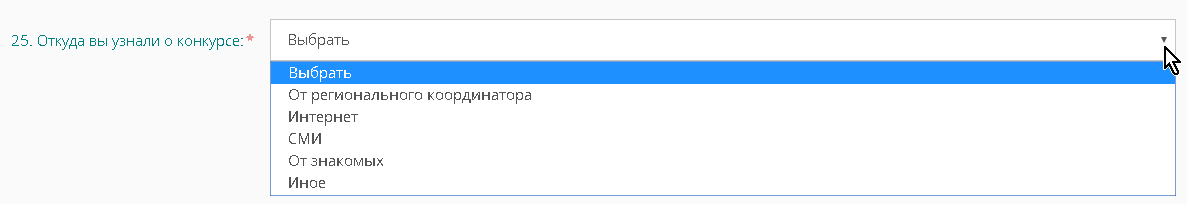 25. Откуда вы узнали о конкурсе:* Выбрать
Выбрать
От регионального координатора
Интернет
СМИ
От знакомых
Иное